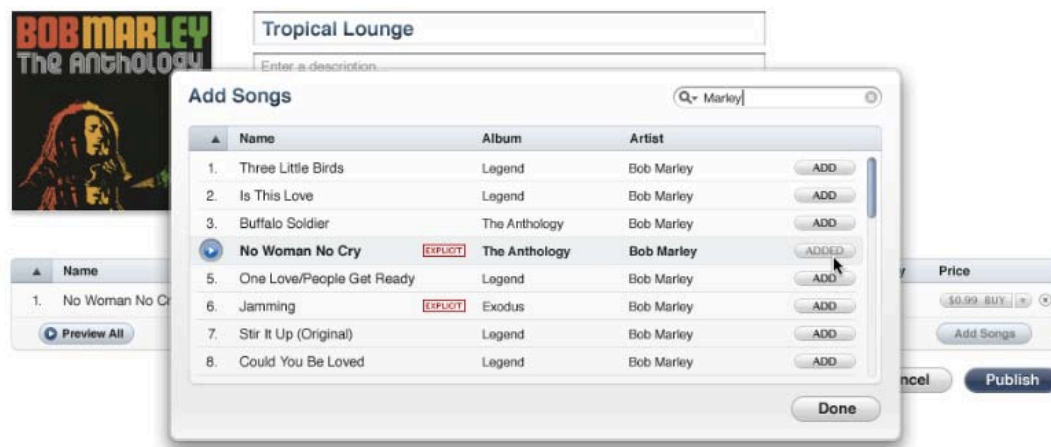 BOB MARLEY
The Anthology
Tropical Lounge
Enter a description...
Add Songs
Marley
Name Album Artist
1. Three Little Birds Legend Bob Marley ADD
2. Is This Love Legend Bob Marley ADD
3. Buffalo Soldier The Anthology Bob Marley ADD
No Woman No Cry EXPLICIT The Anthology Bob Marley ADDED
5. One Love/People Get Ready Legend Bob Marley ADD
6. Jamming EXPLICIT Exodus Bob Marley ADD
7. Stir It Up (Original) Legend Bob Marley ADD
8. Could You Be Loved Legend Bob Marley ADD
Done
Name
1. No Woman No C
Preview All
y Price
$0.99 BUY
Add Songs
ncel
Publish